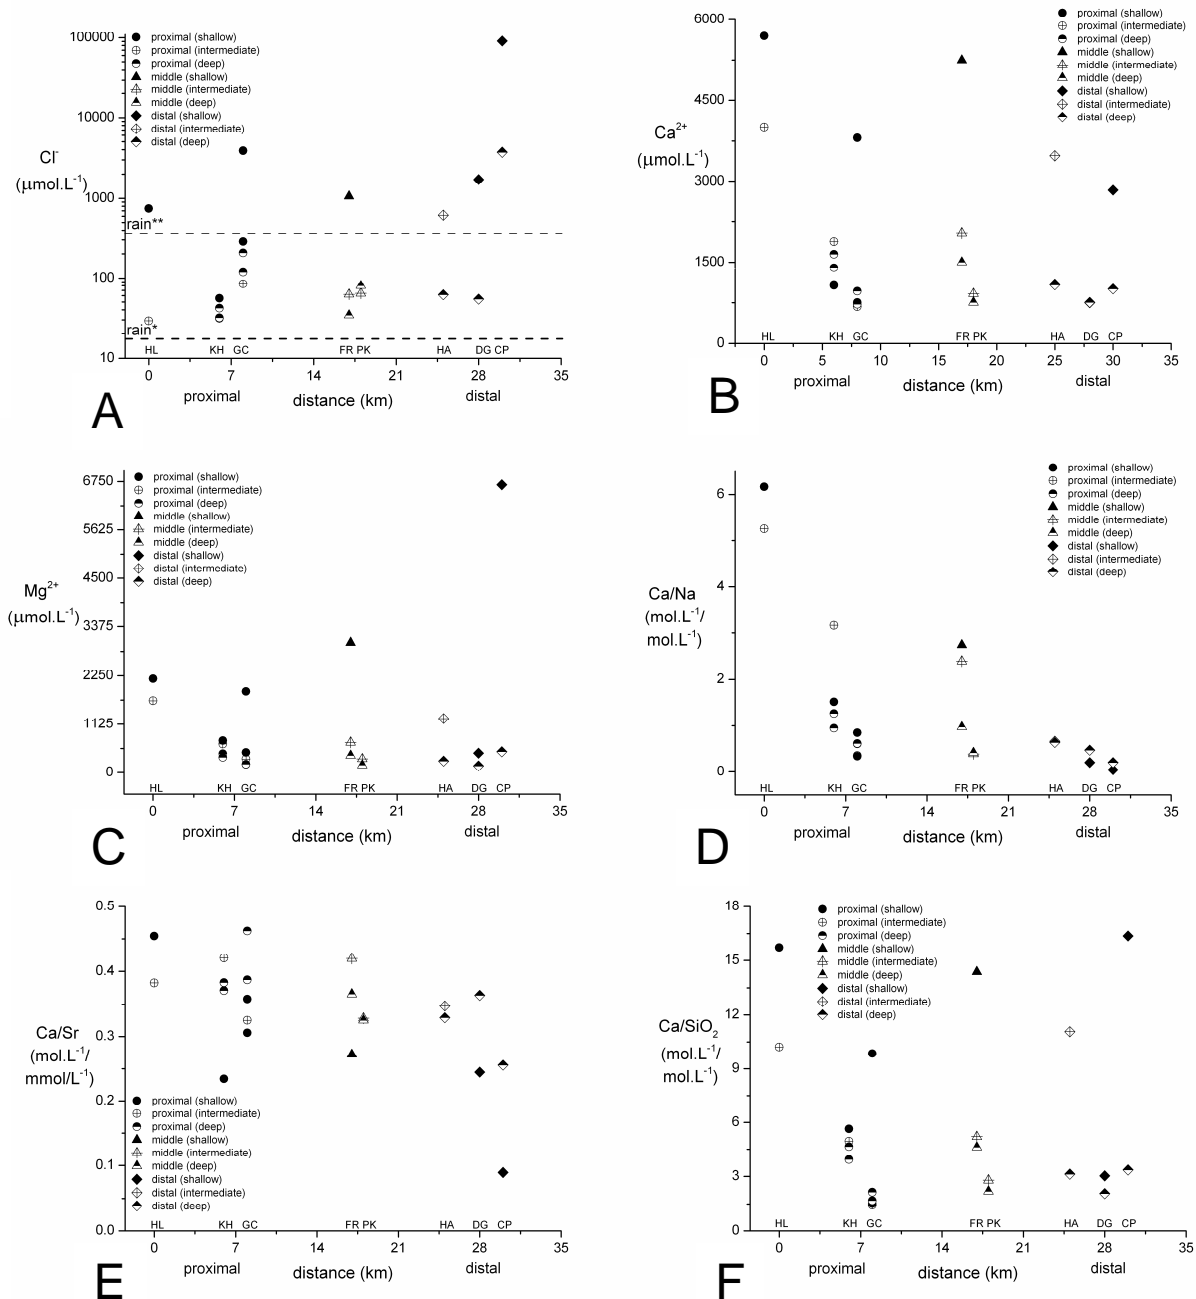 100000
10000
1000
100
10
Cl-
(μmol.L-1)
proximal (shallow)
proximal (intermediate)
proximal (deep)
middle (shallow)
middle (intermediate)
middle (deep)
distal (shallow)
distal (intermediate)
distal (deep)
rain**
rain*
HL KH GC FR PK HA DG CP
0 7 14 21 28 35
proximal distance (km) distal
A
6000
4500
3000
1500
0
Ca2+
(μmol.L-1)
proximal (shallow)
proximal (intermediate)
proximal (deep)
middle (shallow)
middle (intermediate)
middle (deep)
distal (shallow)
distal (intermediate)
distal (deep)
HL KH GC FR PK HA DG CP
0 5 10 15 20 25 30 35
proximal distance (km) distal
B
6750
5625
4500
3375
2250
1125
0
Mg2+
(μmol.L-1)
proximal (shallow)
proximal (intermediate)
proximal (deep)
middle (shallow)
middle (intermediate)
middle (deep)
distal (shallow)
distal (intermediate)
distal (deep)
HL KH GC FR PK HA DG CP
0 7 14 21 28 35
proximal distance (km) distal
C
6
4
2
0
Ca/Na
(mol.L-1/
mol.L-1)
proximal (shallow)
proximal (intermediate)
proximal (deep)
middle (shallow)
middle (intermediate)
middle (deep)
distal (shallow)
distal (intermediate)
distal (deep)
HL KH GC FR PK HA DG CP
0 7 14 21 28 35
proximal distance (km) distal
D
0.5
0.4
0.3
0.2
0.1
0.0
Ca/Sr
(mol.L-1/
mmol/L-1)
proximal (shallow)
proximal (intermediate)
proximal (deep)
middle (shallow)
middle (intermediate)
middle (deep)
distal (shallow)
distal (intermediate)
distal (deep)
HL KH GC FR PK HA DG CP
0 7 14 21 28 35
proximal distance (km) distal
E
18
15
12
9
6
3
0
Ca/SiO2
(mol.L-1/
mol.L-1)
proximal (shallow)
proximal (intermediate)
proximal (deep)
middle (shallow)
middle (intermediate)
middle (deep)
distal (shallow)
distal (intermediate)
distal (deep)
HL KH GC FR PK HA DG CP
0 7 14 21 28 35
proximal distance (km) distal
F